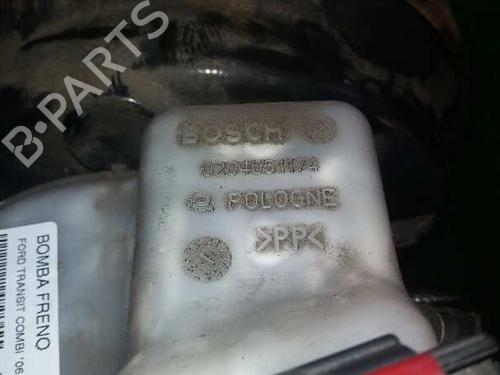 B-PARTS
BOSCH
0204051174
POLOGNE
>PP<
BOMBA FRENO
FORD TRANSIT COMBI '06